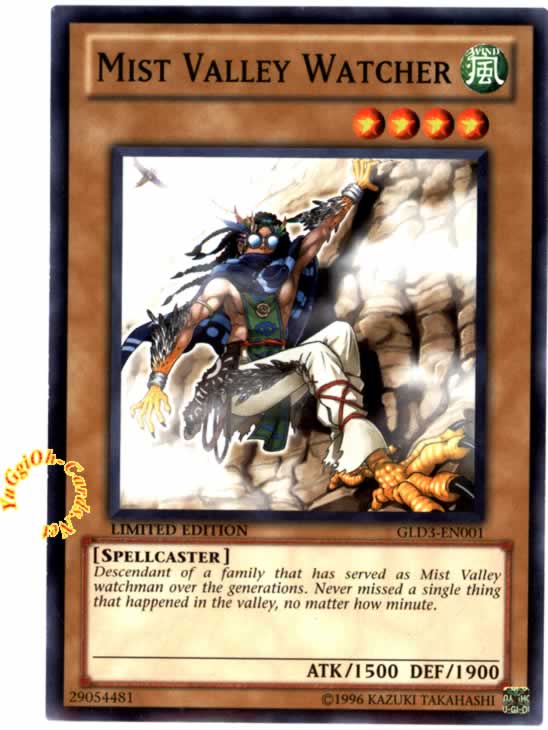 MIST VALLEY WATCHER
WIND
風
LIMITED EDITION
GLD3-EN001
[SPELLCASTER]
Descendant of a family that has served as Mist Valley
watchman over the generations. Never missed a single thing
that happened in the valley, no matter how minute.
ATK/1500 DEF/1900
29054481
©1996 KAZUKI TAKAHASHI
YuGgiOh-Cards.Net